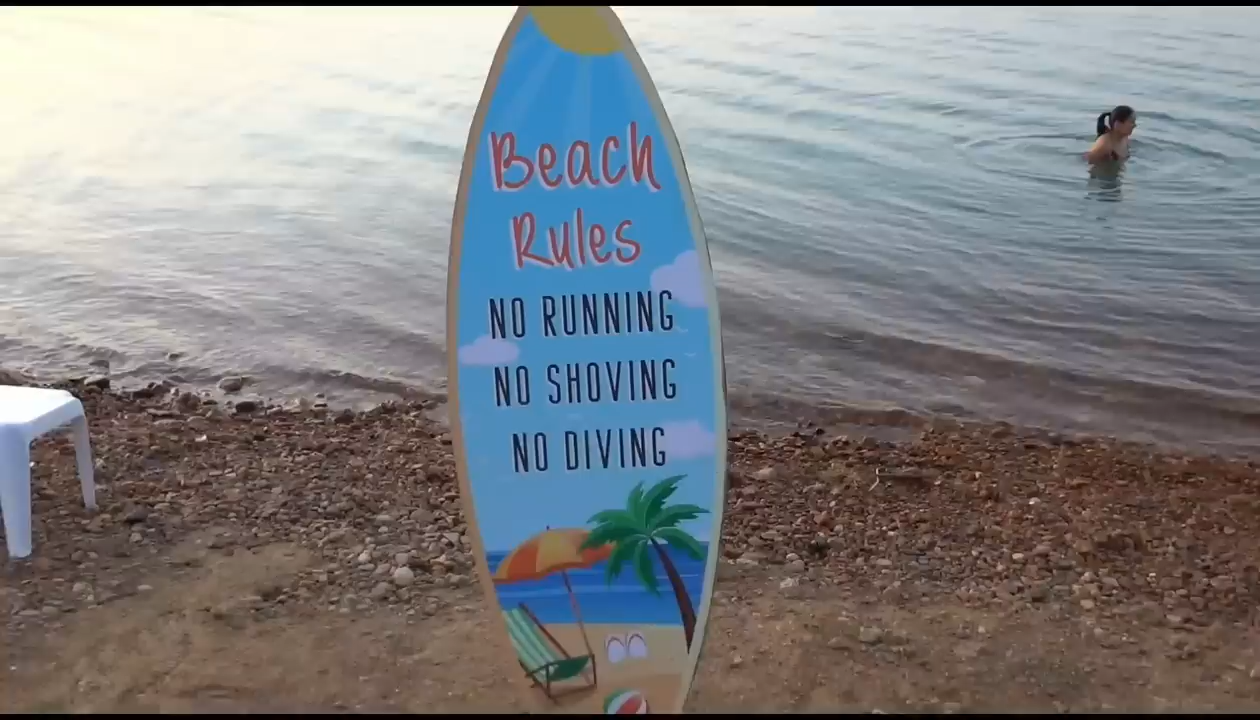 Beach
Rules
NO RUNNING
NO SHOVING
NO DIVING